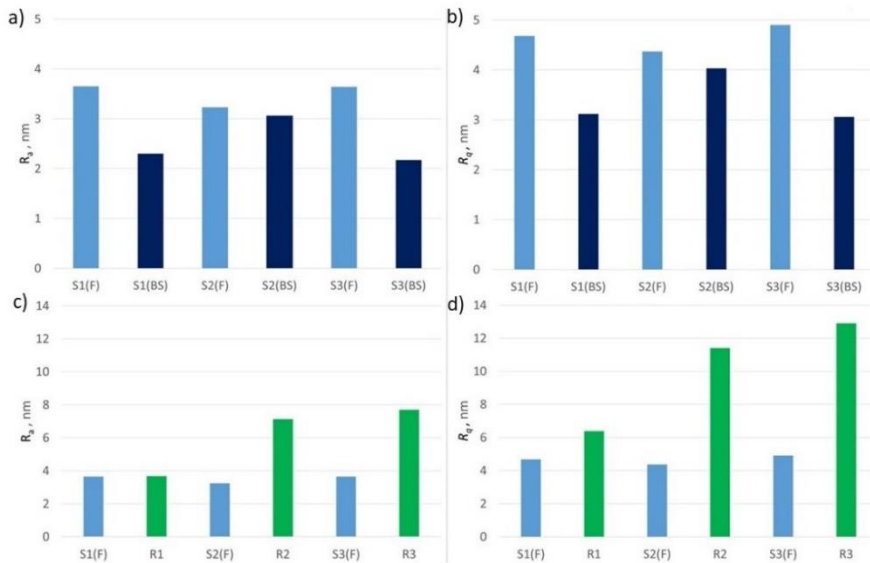 a)
5
4
3
2
1
0
Rₐ, nm
S1(F) S1(BS) S2(F) S2(BS) S3(F) S3(BS)
b)
5
4
3
2
1
0
R_q, nm
S1(F) S1(BS) S2(F) S2(BS) S3(F) S3(BS)
c)
14
12
10
8
6
4
2
0
Rₐ, nm
S1(F) R1 S2(F) R2 S3(F) R3
d)
14
12
10
8
6
4
2
0
R_q, nm
S1(F) R1 S2(F) R2 S3(F) R3